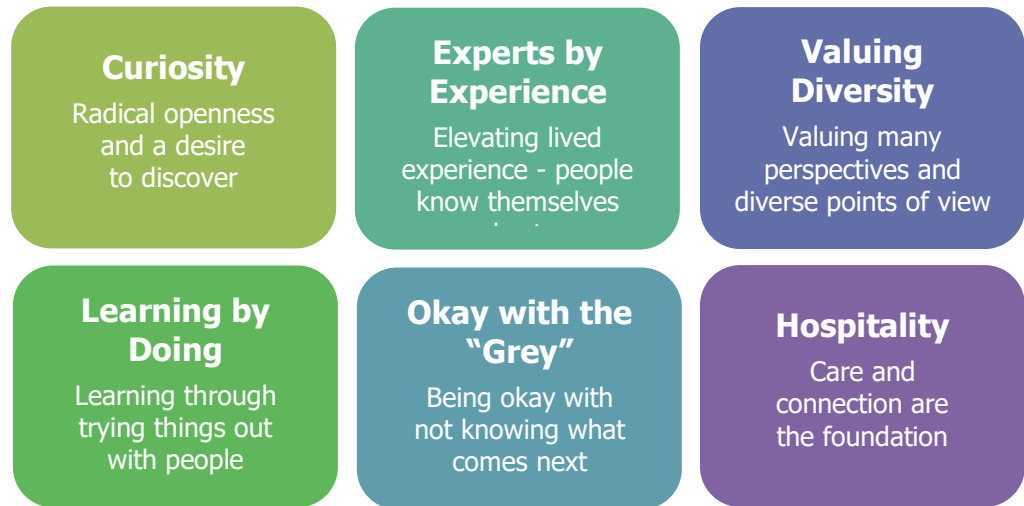 Curiosity
Radical openness
and a desire
to discover
Experts by
Experience
Elevating lived
experience - people
know themselves
Valuing
Diversity
Valuing many
perspectives and
diverse points of view
Learning by
Doing
Learning through
trying things out
with people
Okay with the
“Grey”
Being okay with
not knowing what
comes next
Hospitality
Care and
connection are
the foundation